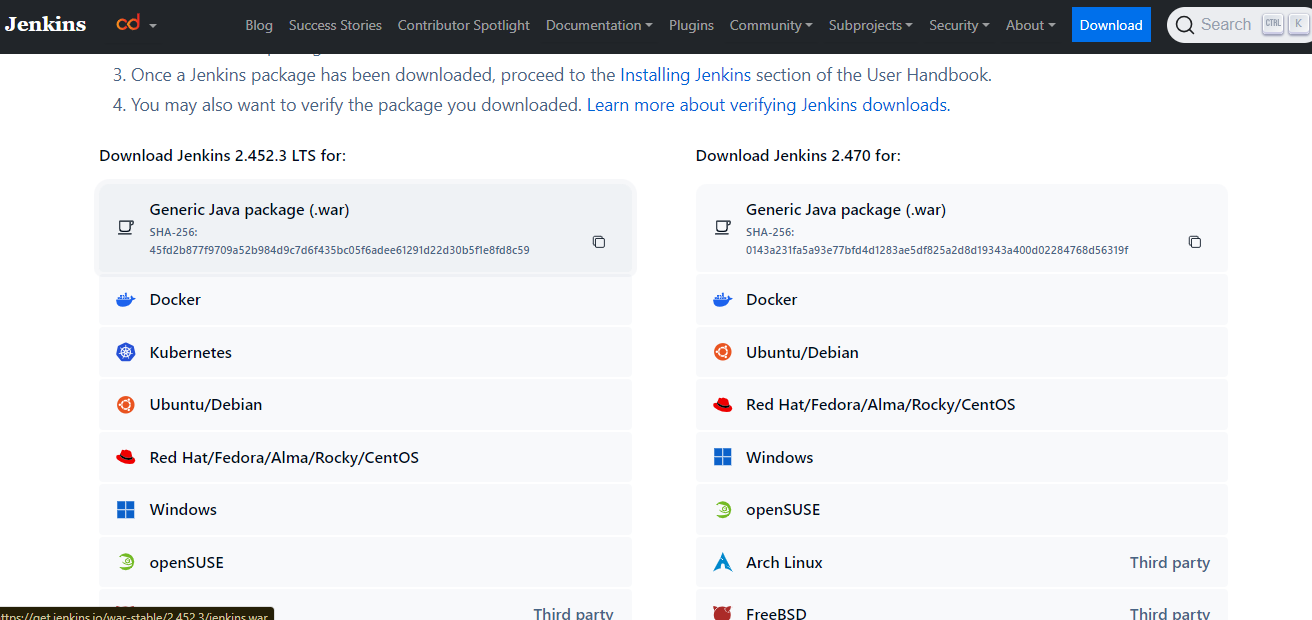 Jenkins
Blog Success Stories Contributor Spotlight Documentation Plugins Community Subprojects Security About Download Search CTRL K
3. Once a Jenkins package has been downloaded, proceed to the Installing Jenkins section of the User Handbook.
4. You may also want to verify the package you downloaded. Learn more about verifying Jenkins downloads.
Download Jenkins 2.452.3 LTS for:
Generic Java package (.war)
SHA-256:
45fd2b877f9709a52b984d9c7d6f435bc05f6adee61291d22d30b5f1e8fd8c59
Docker
Kubernetes
Ubuntu/Debian
Red Hat/Fedora/Alma/Rocky/CentOS
Windows
openSUSE
Third party
Download Jenkins 2.470 for:
Generic Java package (.war)
SHA-256:
0143a231fa5a93e77bfd4d1283ae5df825a2d8d19343a400d02284768d56319f
Docker
Ubuntu/Debian
Red Hat/Fedora/Alma/Rocky/CentOS
Windows
openSUSE
Arch Linux Third party
FreeBSD Third party
ttps://get.jenkins.io/war-stable/2.452.3/jenkins.war